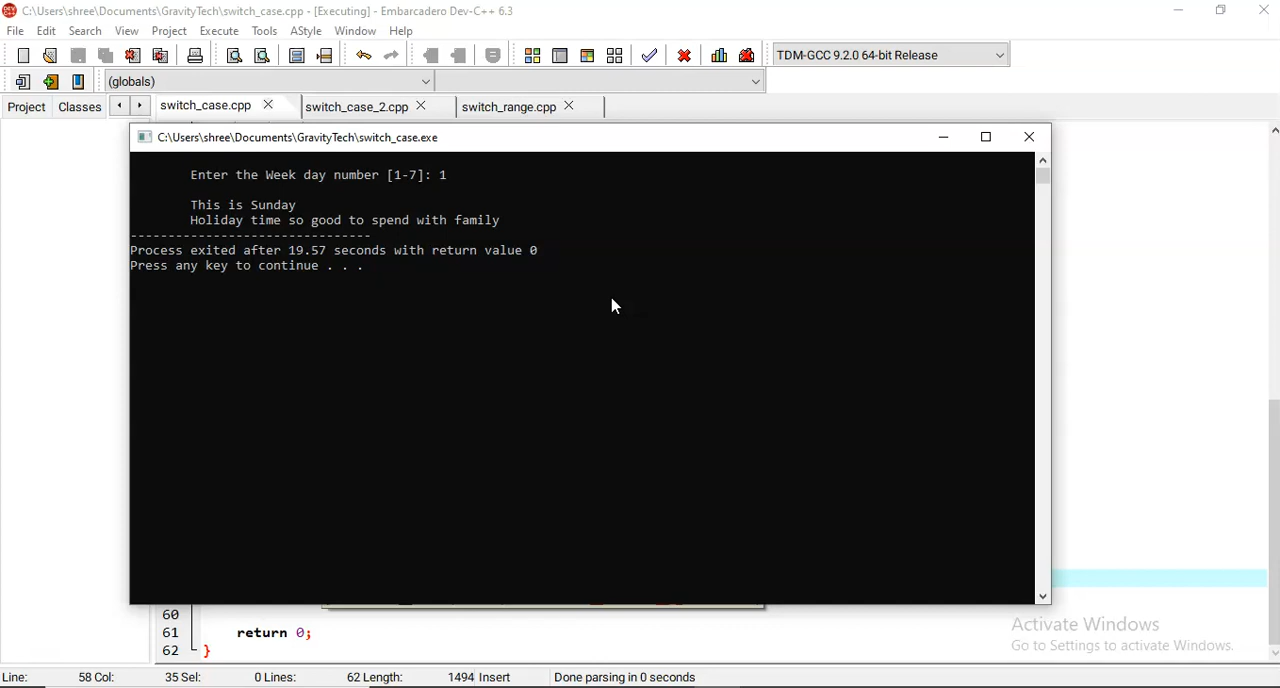 C:\Users\shree\Documents\GravityTech\switch_case.cpp - [Executing] - Embarcadero Dev-C++ 6.3
File Edit Search View Project Execute Tools AStyle Window Help
TDM-GCC 9.2.0 64-bit Release
(globals)
Project Classes switch_case.cpp switch_case_2.cpp switch_range.cpp
C:\Users\shree\Documents\GravityTech\switch_case.exe
Enter the Week day number [1-7]: 1
This is Sunday
Holiday time so good to spend with family
--------------------------------
Process exited after 19.57 seconds with return value 0
Press any key to continue . . .
60
61 return 0;
62 }
Activate Windows
Go to Settings to activate Windows.
Line: 58 Col: 35 Sel: 0 Lines: 62 Length: 1494 Insert Done parsing in 0 seconds